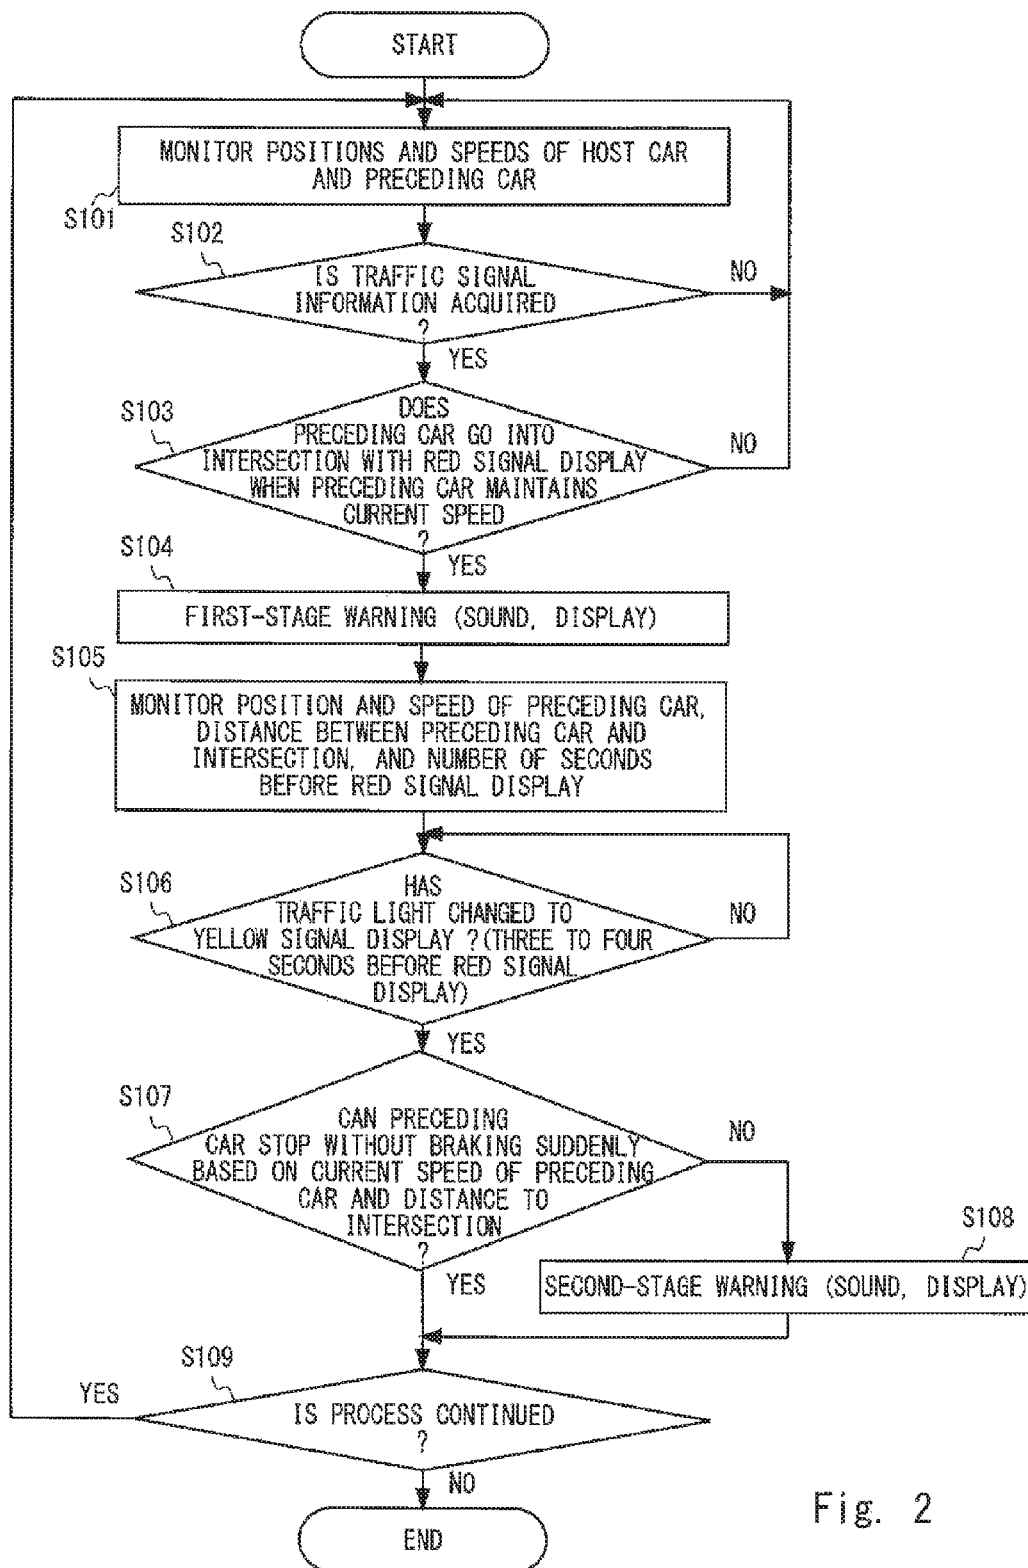 START
MONITOR POSITIONS AND SPEEDS OF HOST CAR
AND PRECEDING CAR
S101
S102
IS TRAFFIC SIGNAL
INFORMATION ACQUIRED
?
NO
YES
S103
DOES
PRECEDING CAR GO INTO
INTERSECTION WITH RED SIGNAL DISPLAY
WHEN PRECEDING CAR MAINTAINS
CURRENT SPEED
?
NO
YES
S104
FIRST-STAGE WARNING (SOUND, DISPLAY)
S105
MONITOR POSITION AND SPEED OF PRECEDING CAR,
DISTANCE BETWEEN PRECEDING CAR AND
INTERSECTION, AND NUMBER OF SECONDS
BEFORE RED SIGNAL DISPLAY
S106
HAS
TRAFFIC LIGHT CHANGED TO
YELLOW SIGNAL DISPLAY ?(THREE TO FOUR
SECONDS BEFORE RED SIGNAL
DISPLAY)
NO
YES
S107
CAN PRECEDING
CAR STOP WITHOUT BRAKING SUDDENLY
BASED ON CURRENT SPEED OF PRECEDING
CAR AND DISTANCE TO
INTERSECTION
?
NO
YES
S108
SECOND-STAGE WARNING (SOUND, DISPLAY)
S109
YES
IS PROCESS CONTINUED
?
NO
END
Fig. 2